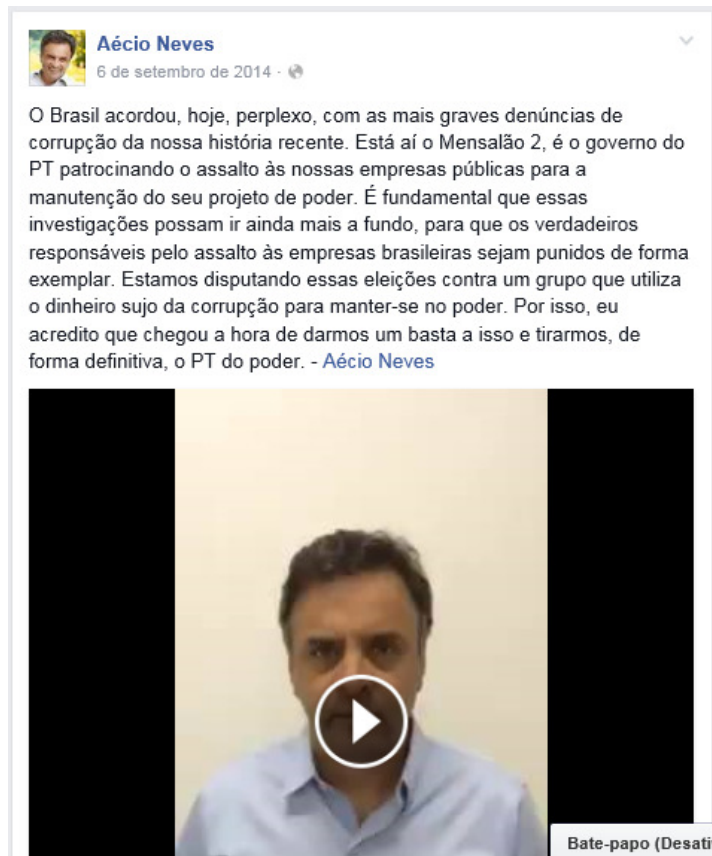 Aécio Neves
6 de setembro de 2014 ·
O Brasil acordou, hoje, perplexo, com as mais graves denúncias de
corrupção da nossa história recente. Está aí o Mensalão 2, é o governo do
PT patrocinando o assalto às nossas empresas públicas para a
manutenção do seu projeto de poder. É fundamental que essas
investigações possam ir ainda mais a fundo, para que os verdadeiros
responsáveis pelo assalto às empresas brasileiras sejam punidos de forma
exemplar. Estamos disputando essas eleições contra um grupo que utiliza
o dinheiro sujo da corrupção para manter-se no poder. Por isso, eu
acredito que chegou a hora de darmos um basta a isso e tirarmos, de
forma definitiva, o PT do poder. - Aécio Neves
Bate-papo (Desati